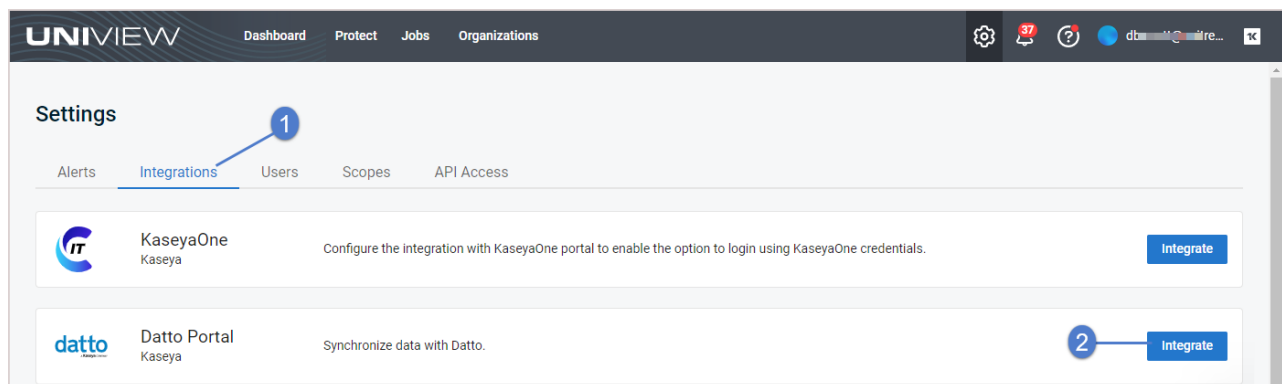 UNIVIEW Dashboard Protect Jobs Organizations 37 ? 1K
Settings
1
Alerts Integrations Users Scopes API Access
IT KaseyaOne Configure the integration with KaseyaOne portal to enable the option to login using KaseyaOne credentials. Integrate
Kaseya
datto Datto Portal Synchronize data with Datto. 2 Integrate
Kaseya